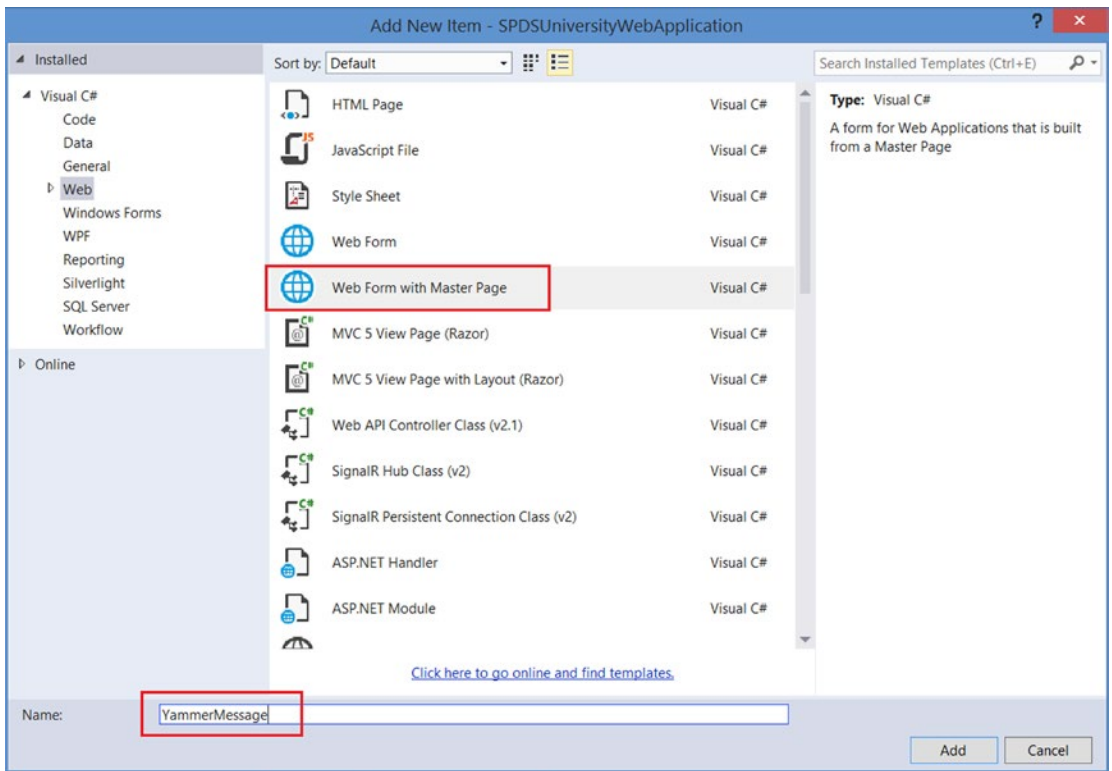 Add New Item - SPDSUniversityWebApplication
? ×
Installed
Sort by: Default
Search Installed Templates (Ctrl+E)
Visual C#
Code
Data
General
Web
Windows Forms
WPF
Reporting
Silverlight
SQL Server
Workflow
Online
HTML Page Visual C#
JS
JavaScript File Visual C#
Style Sheet Visual C#
Web Form Visual C#
Web Form with Master Page Visual C#
C#
@
MVC 5 View Page (Razor) Visual C#
C#
@
MVC 5 View Page with Layout (Razor) Visual C#
C#
Web API Controller Class (v2.1) Visual C#
C#
SignalR Hub Class (v2) Visual C#
C#
SignalR Persistent Connection Class (v2) Visual C#
ASP.NET Handler Visual C#
ASP.NET Module Visual C#
Click here to go online and find templates.
Type: Visual C#
A form for Web Applications that is built
from a Master Page
Name: YammerMessage
Add Cancel